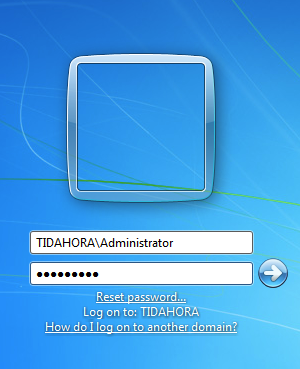 TIDAHORA\Administrator
●●●●●●●●●
Reset password...
Log on to: TIDAHORA
How do I log on to another domain?